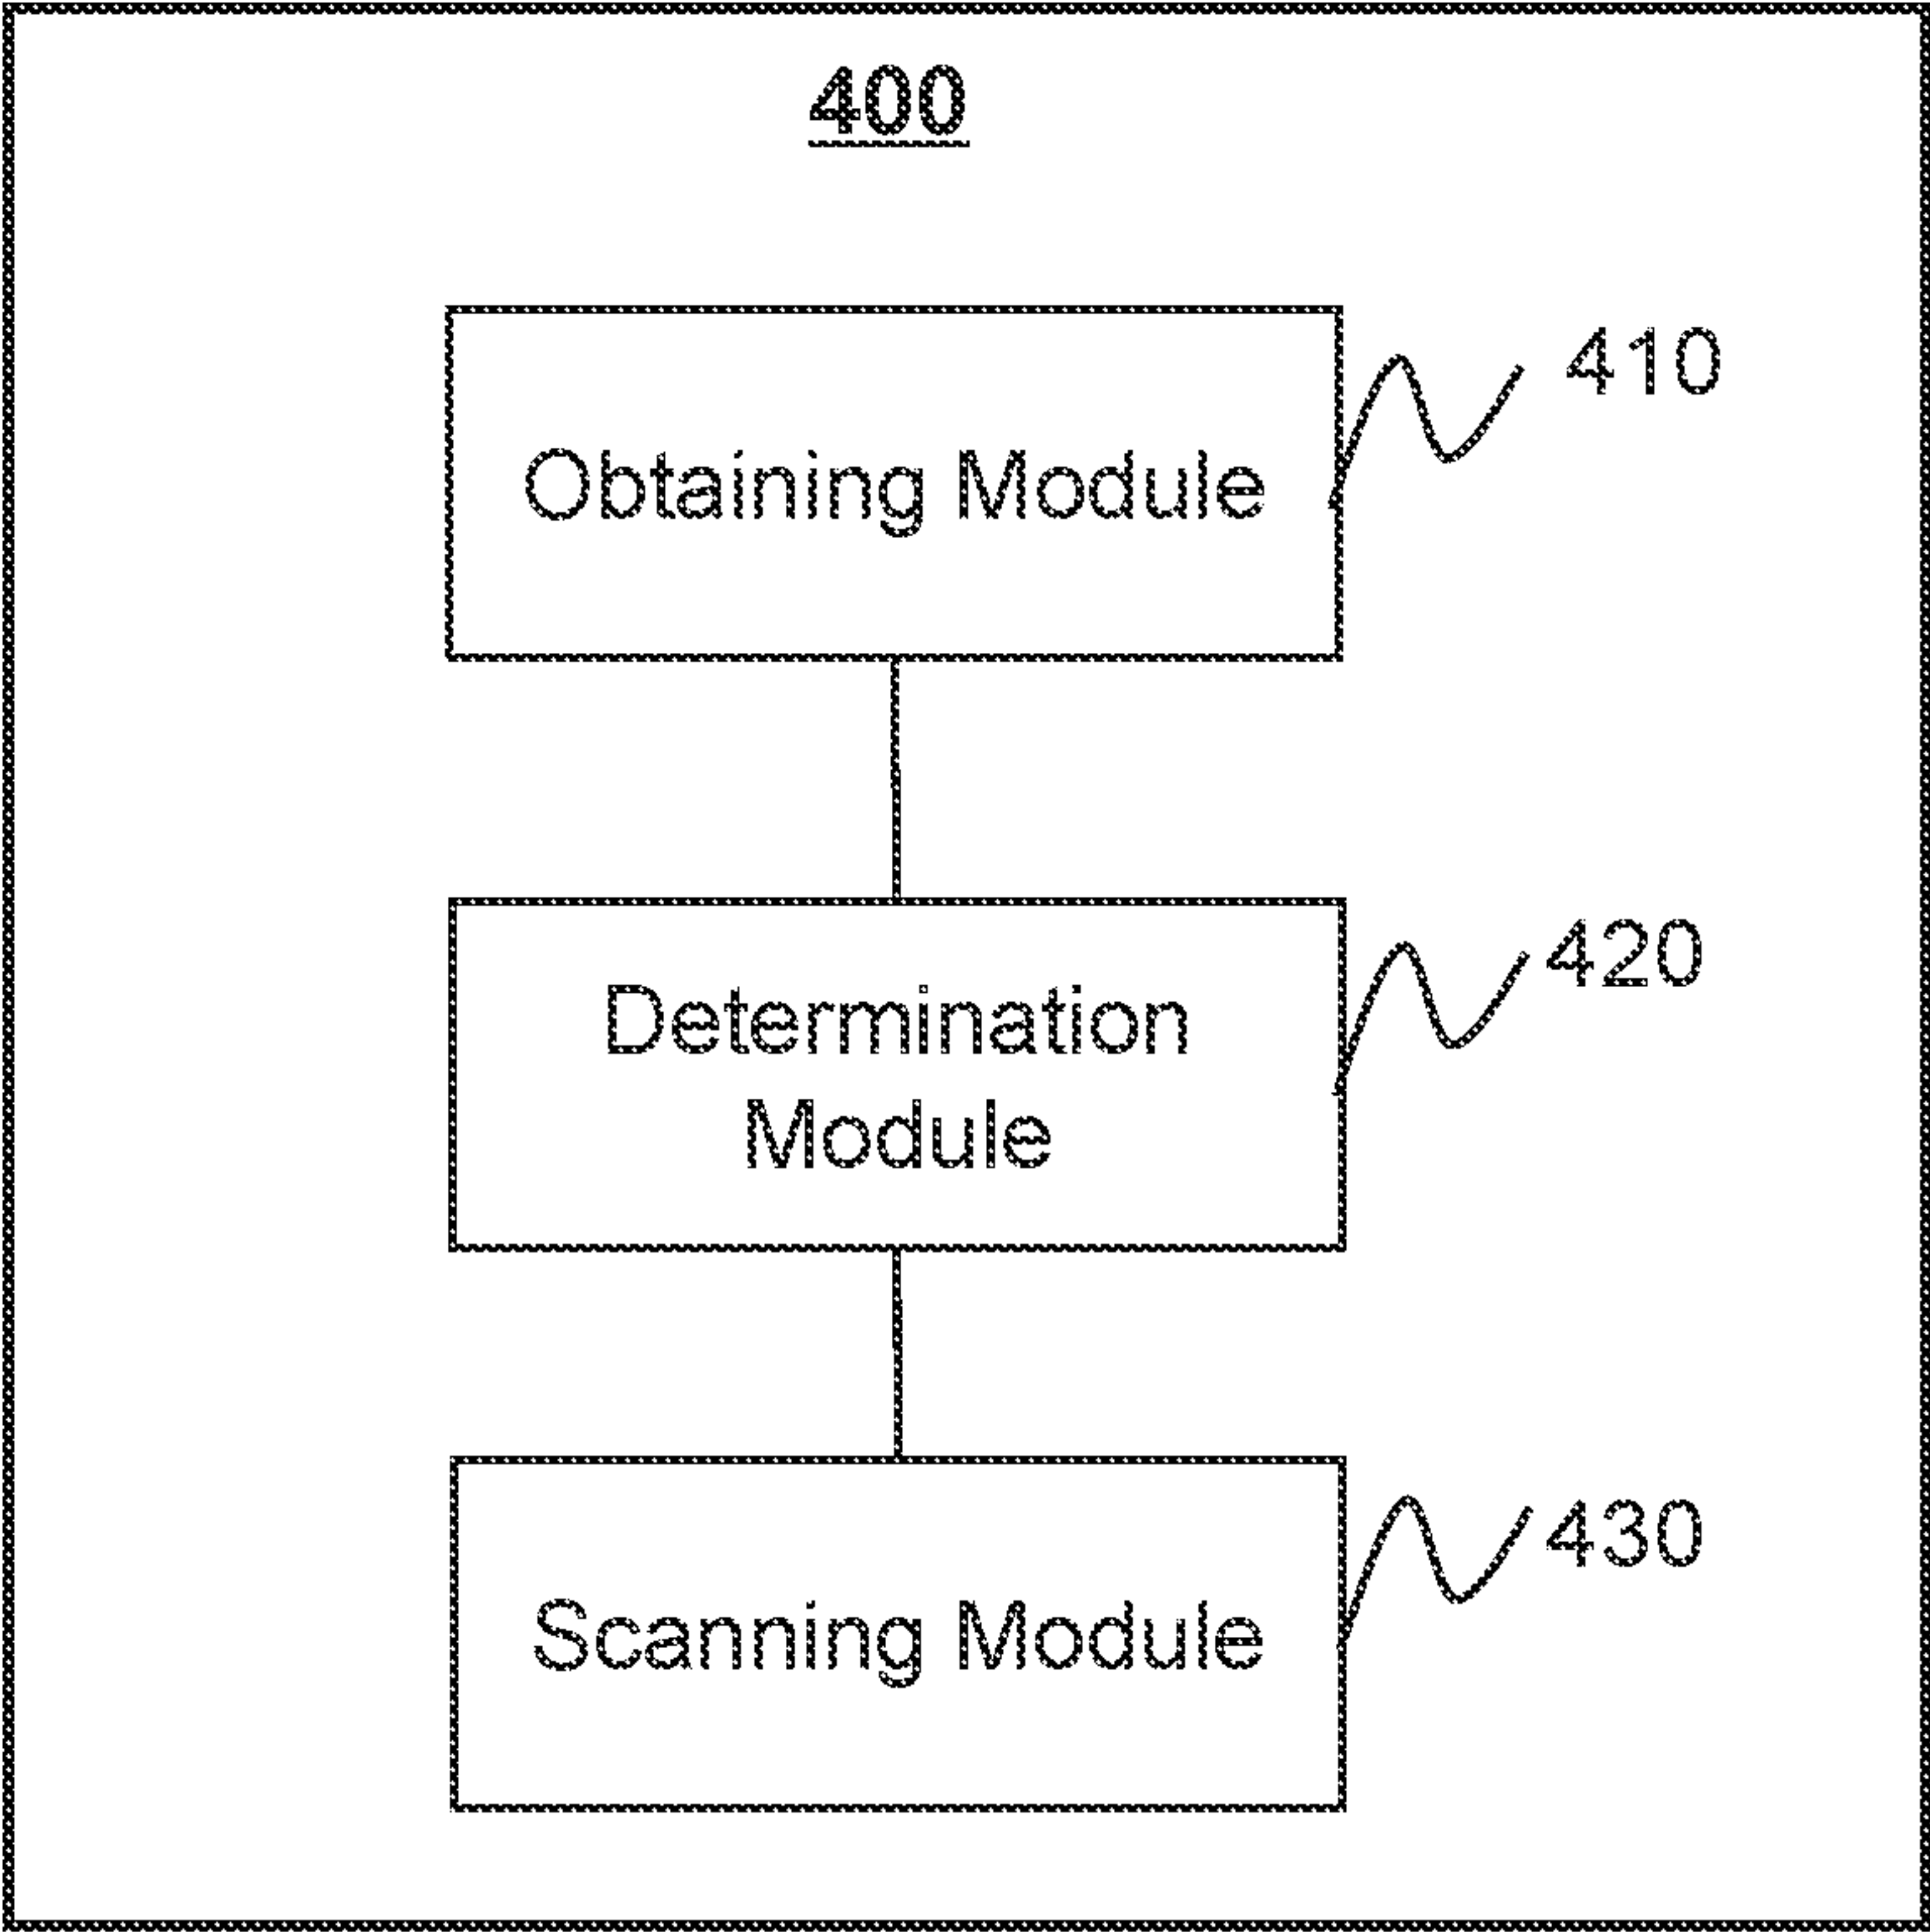 400
Obtaining Module
410
Determination
Module
420
Scanning Module
430